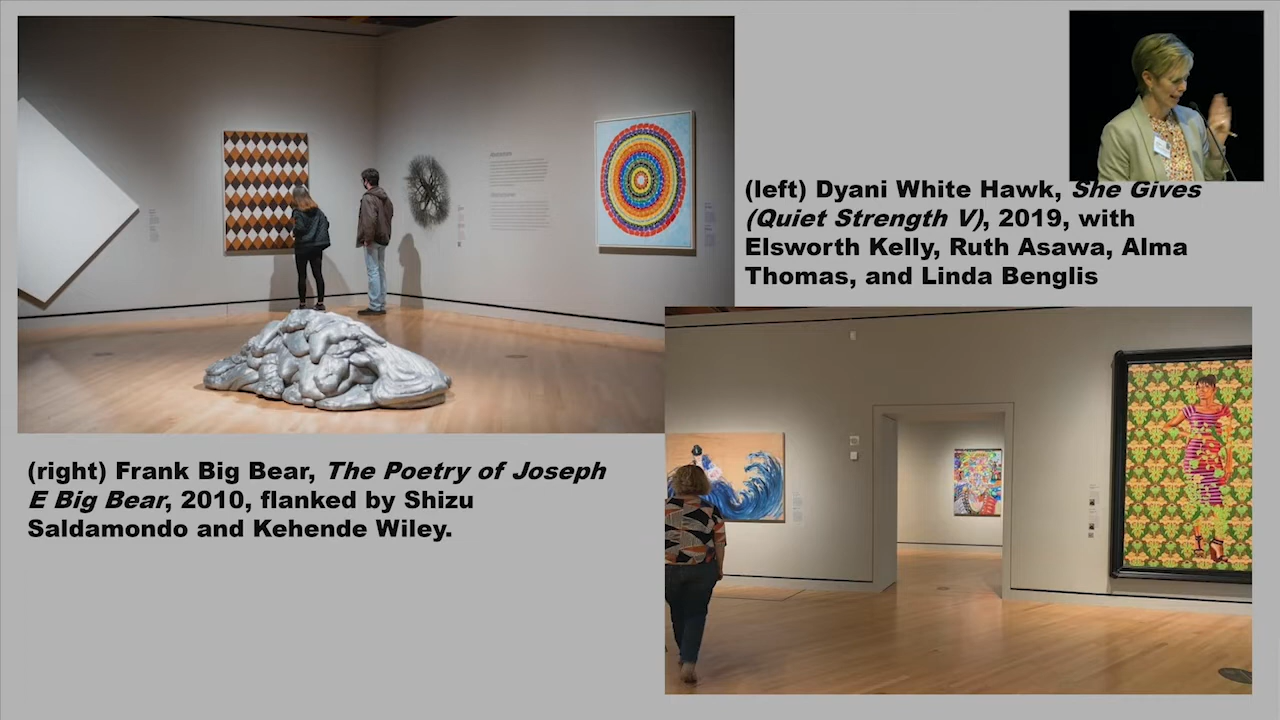 (left) Dyani White Hawk, She Gives
(Quiet Strength V), 2019, with
Elsworth Kelly, Ruth Asawa, Alma
Thomas, and Linda Benglis
(right) Frank Big Bear, The Poetry of Joseph
E Big Bear, 2010, flanked by Shizu
Saldamondo and Kehende Wiley.